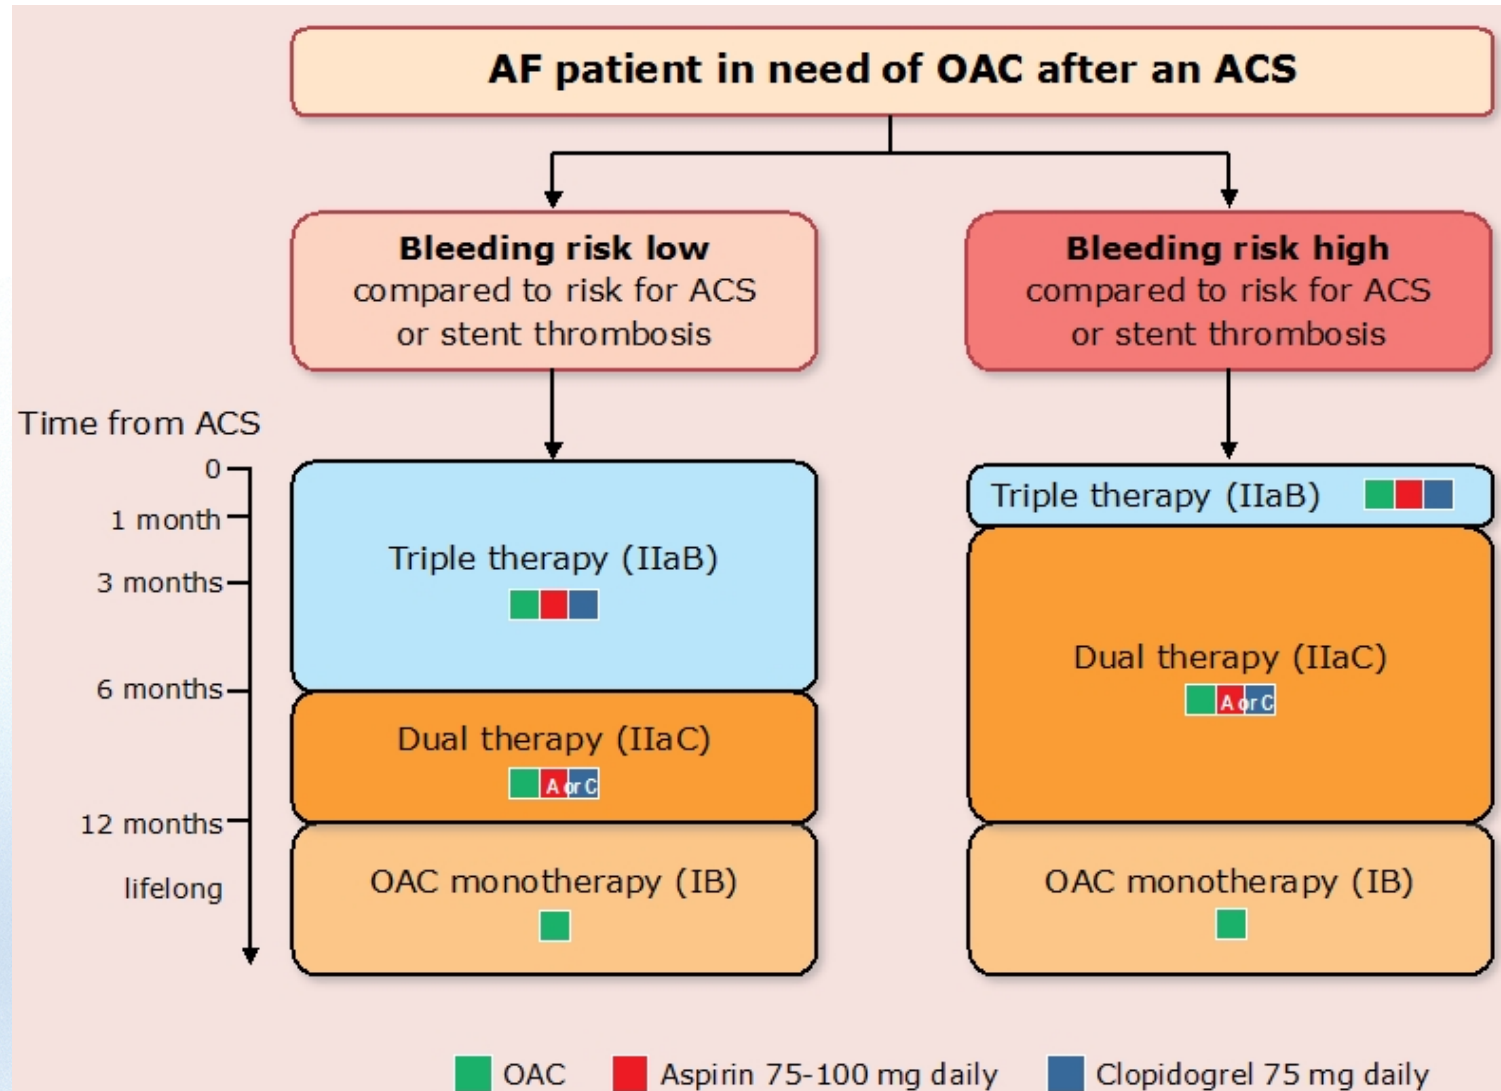 AF patient in need of OAC after an ACS
Bleeding risk low
compared to risk for ACS
or stent thrombosis
Bleeding risk high
compared to risk for ACS
or stent thrombosis
Time from ACS
0
1 month
3 months
6 months
12 months
lifelong
Triple therapy (IIaB)
Dual therapy (IIaC)
A or C
OAC monotherapy (IB)
Triple therapy (IIaB)
Dual therapy (IIaC)
A or C
OAC monotherapy (IB)
OAC
Aspirin 75-100 mg daily
Clopidogrel 75 mg daily